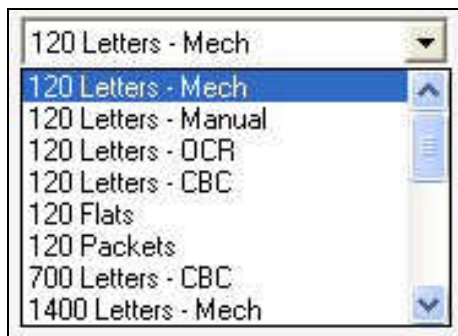 120 Letters - Mech
120 Letters - Mech
120 Letters - Manual
120 Letters - OCR
120 Letters - CBC
120 Flats
120 Packets
700 Letters - CBC
1400 Letters - Mech